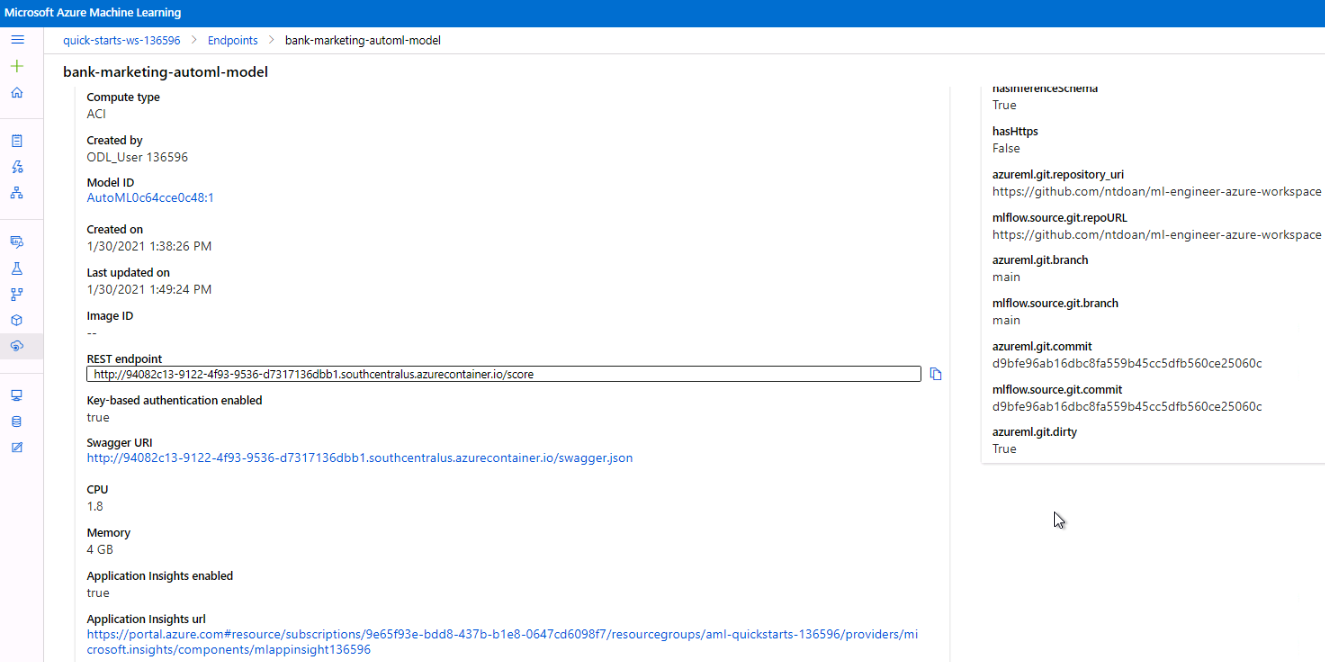 Microsoft Azure Machine Learning
quick-starts-ws-136596 > Endpoints > bank-marketing-automl-model
bank-marketing-automl-model
Compute type
ACI
Created by
ODL_User 136596
Model ID
AutoML0c64cce0c48:1
Created on
1/30/2021 1:38:26 PM
Last updated on
1/30/2021 1:49:24 PM
Image ID
--
REST endpoint
http://94082c13-9122-4f93-9536-d7317136dbb1.southcentralus.azurecontainer.io/score
Key-based authentication enabled
true
Swagger URI
http://94082c13-9122-4f93-9536-d7317136dbb1.southcentralus.azurecontainer.io/swagger.json
CPU
1.8
Memory
4 GB
Application Insights enabled
true
Application Insights url
https://portal.azure.com#resource/subscriptions/9e65f93e-bdd8-437b-b1e8-0647cd6098f7/resourcegroups/aml-quickstarts-136596/providers/mi
crosoft.insights/components/mlappinsight136596
hasInferenceSchema
True
hasHttps
False
azureml.git.repository_uri
https://github.com/ntdoan/ml-engineer-azure-workspace
mlflow.source.git.repoURL
https://github.com/ntdoan/ml-engineer-azure-workspace
azureml.git.branch
main
mlflow.source.git.branch
main
azureml.git.commit
d9bfe96ab16dbc8fa559b45cc5dfb560ce25060c
mlflow.source.git.commit
d9bfe96ab16dbc8fa559b45cc5dfb560ce25060c
azureml.git.dirty
True